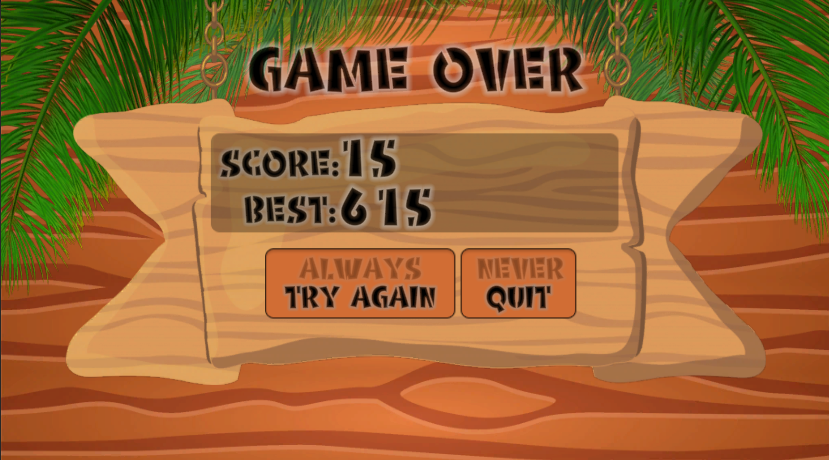 GAME OVER
SCORE:15
BEST:615
ALWAYS NEVER
TRY AGAIN QUIT